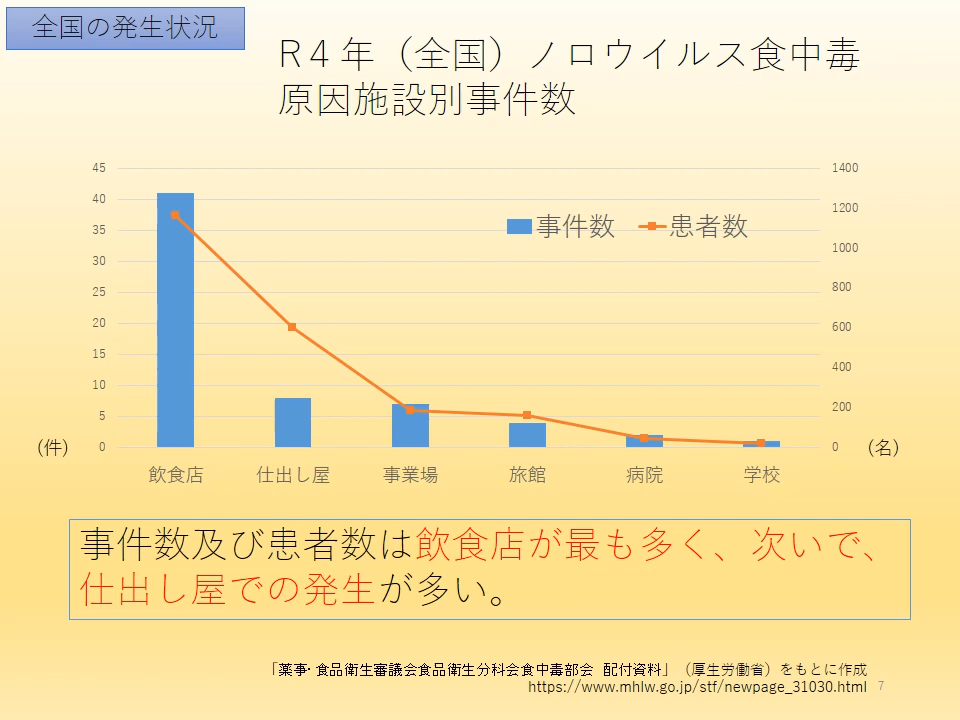 全国の発生状況
R４年（全国）ノロウイルス食中毒
原因施設別事件数
45
40
35
30
25
20
15
10
5
0
(件)
1400
1200
1000
800
600
400
200
0
(名)
事件数 患者数
飲食店 仕出し屋 事業場 旅館 病院 学校
事件数及び患者数は飲食店が最も多く、次いで、
仕出し屋での発生が多い。
「薬事・食品衛生審議会食品衛生分科会食中毒部会 配付資料」（厚生労働省）をもとに作成
https://www.mhlw.go.jp/stf/newpage_31030.html
7